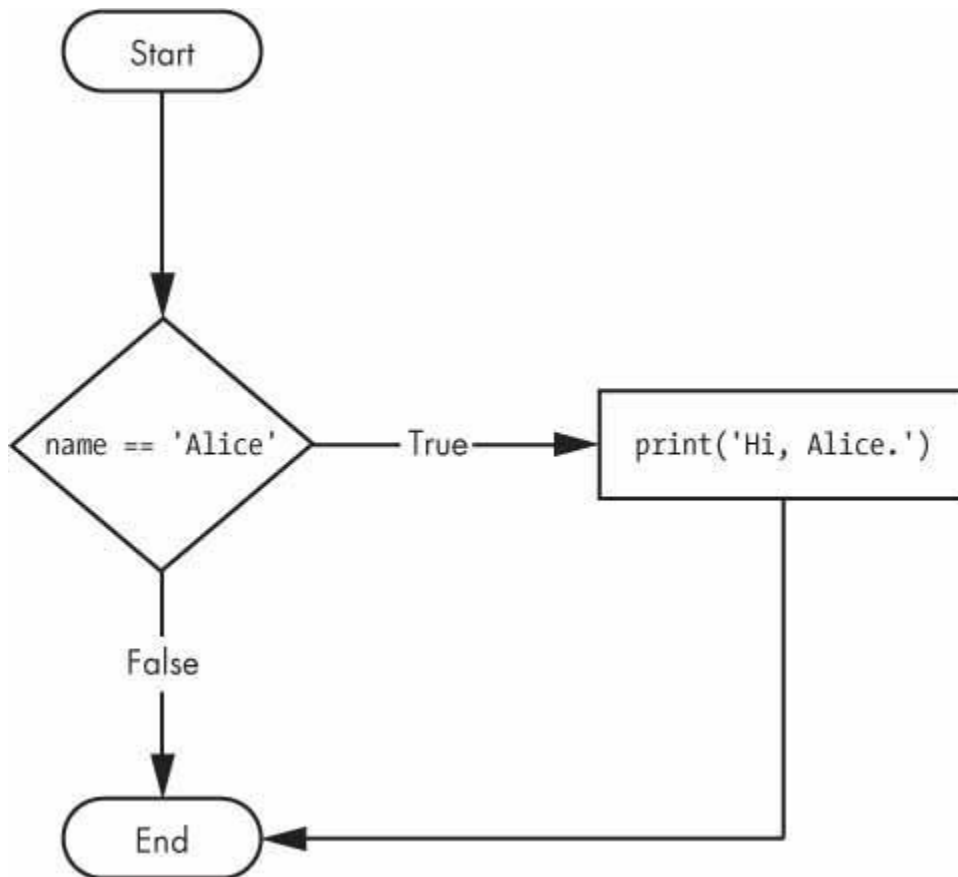 Start
name == 'Alice'
True
print('Hi, Alice.')
False
End